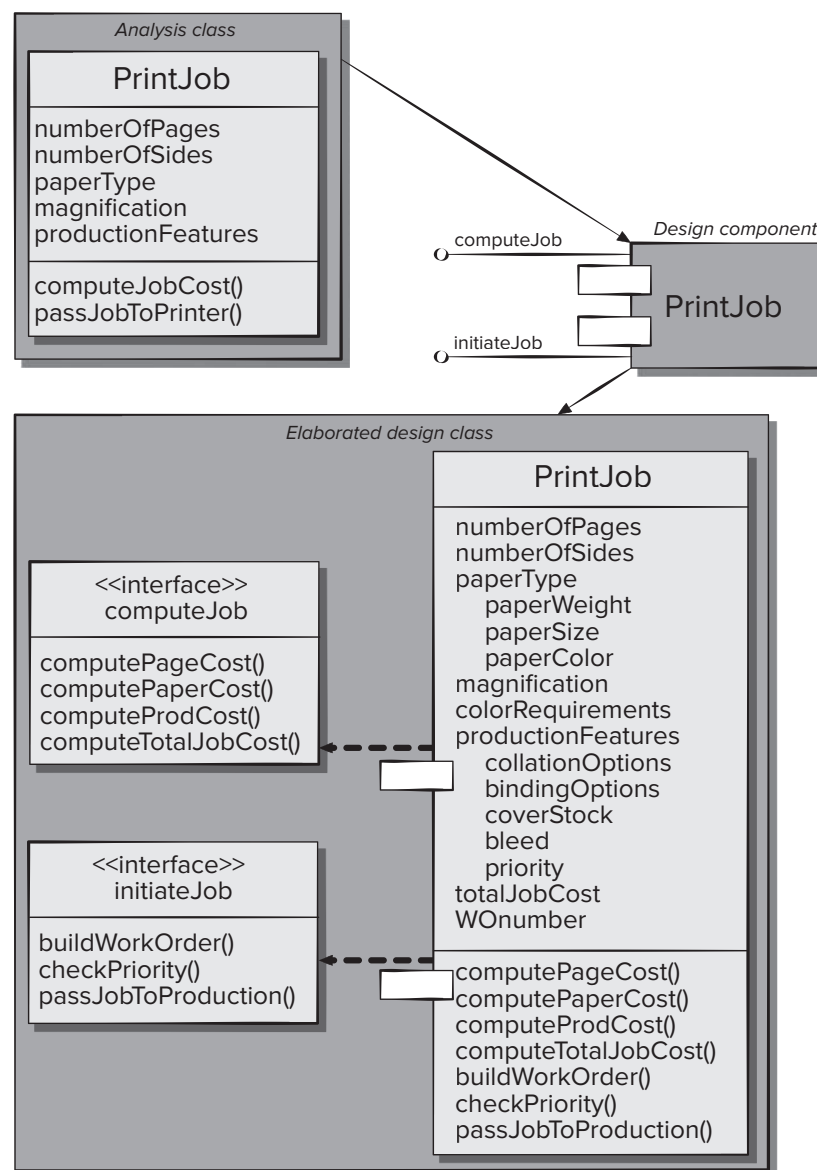 Analysis class
PrintJob
numberOfPages
numberOfSides
paperType
magnification
productionFeatures
computeJobCost()
passJobToPrinter()
Design component
computeJob
PrintJob
initiateJob
Elaborated design class
<<interface>>
computeJob
computePageCost()
computePaperCost()
computeProdCost()
computeTotalJobCost()
<<interface>>
initiateJob
buildWorkOrder()
checkPriority()
passJobToProduction()
PrintJob
numberOfPages
numberOfSides
paperType
paperWeight
paperSize
paperColor
magnification
colorRequirements
productionFeatures
collationOptions
bindingOptions
coverStock
bleed
priority
totalJobCost
WOnumber
computePageCost()
computePaperCost()
computeProdCost()
computeTotalJobCost()
buildWorkOrder()
checkPriority()
passJobToProduction()